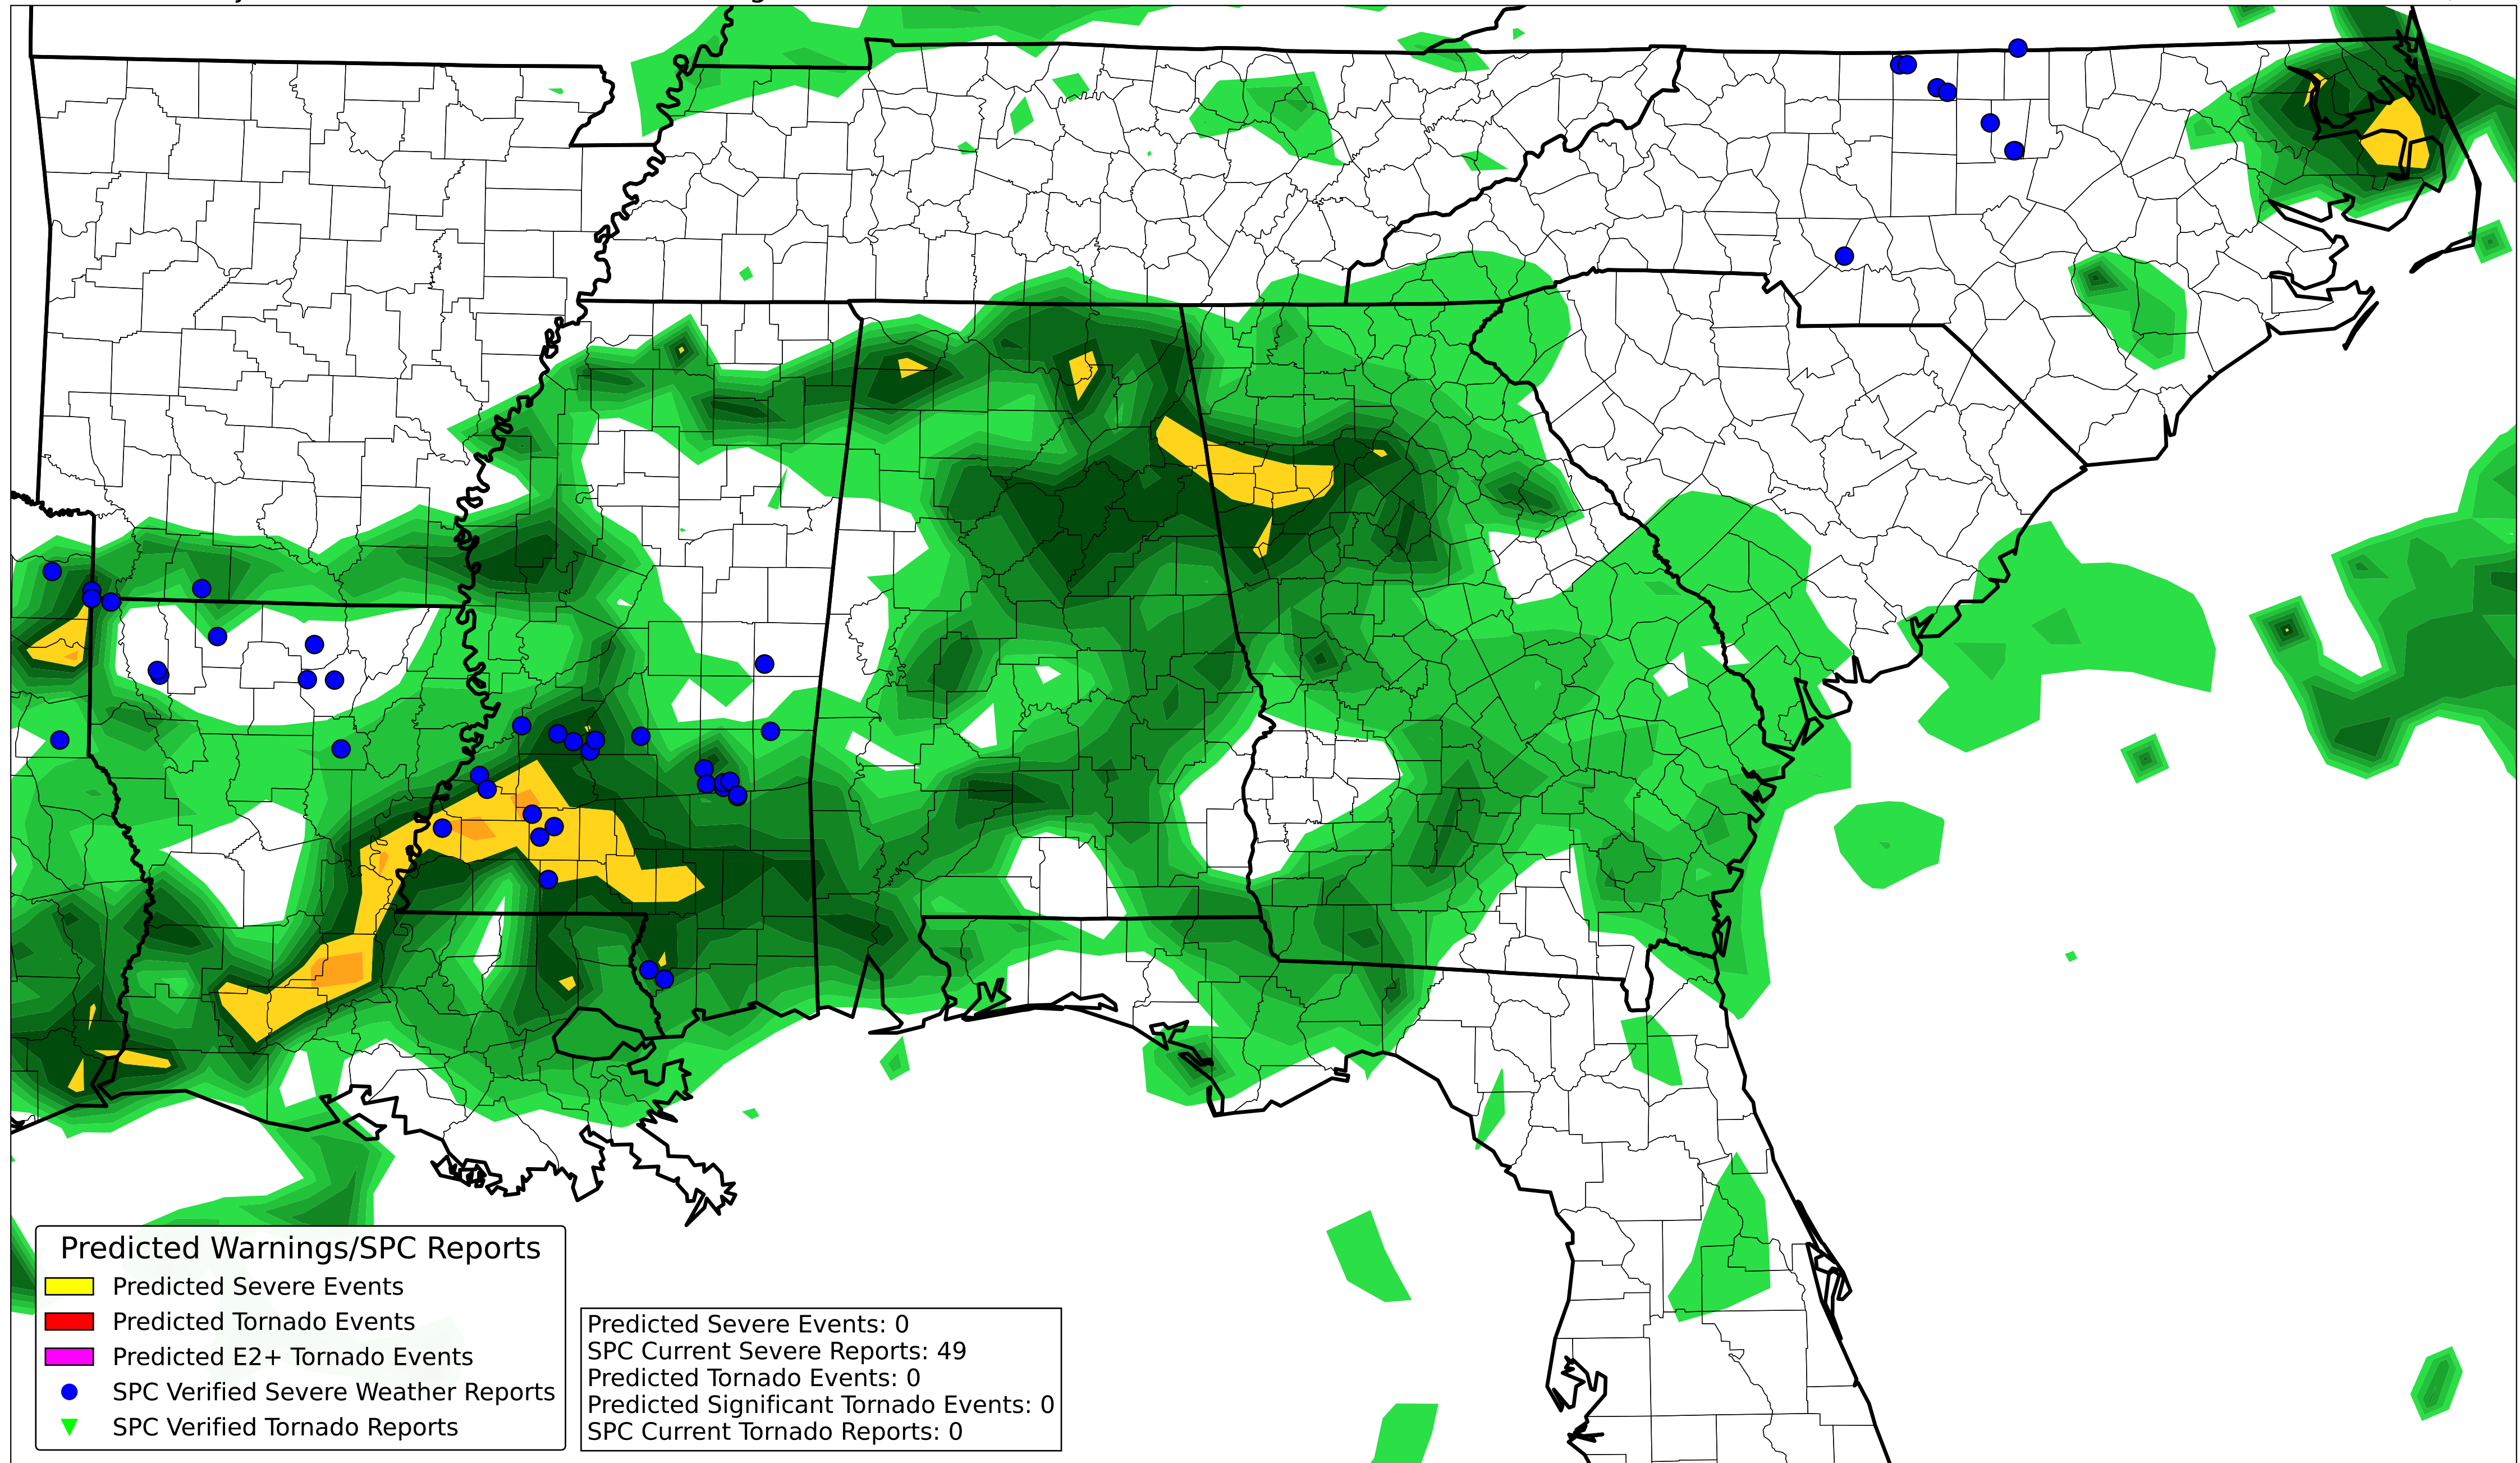 Predicted Warnings/SPC Reports
Predicted Severe Events
Predicted Tornado Events
Predicted E2+ Tornado Events
SPC Verified Severe Weather Reports
SPC Verified Tornado Reports
Predicted Severe Events: 0
SPC Current Severe Reports: 49
Predicted Tornado Events: 0
Predicted Significant Tornado Events: 0
SPC Current Tornado Reports: 0